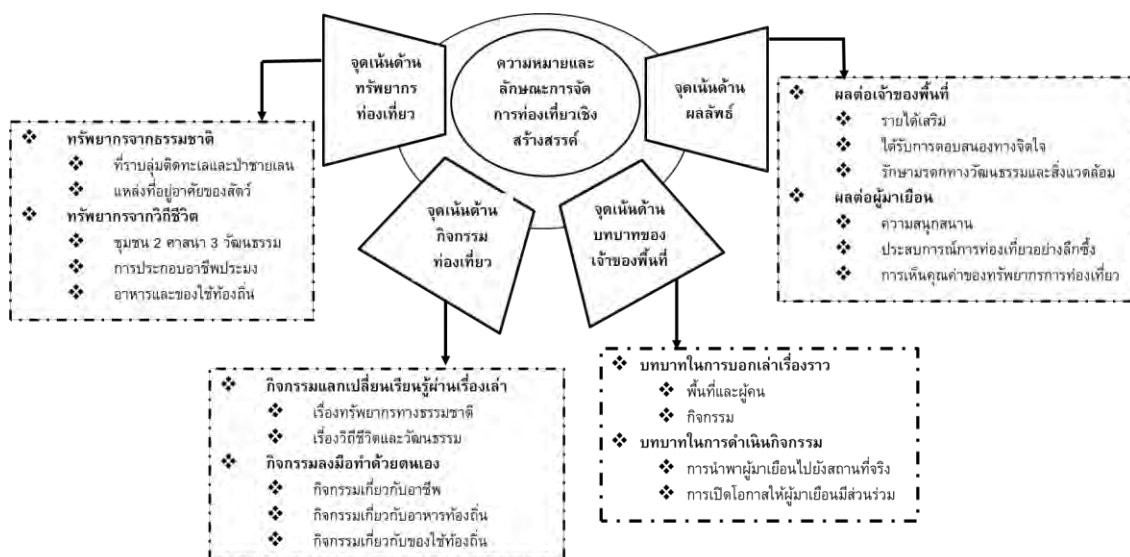 ความหมายและ
ลักษณะการจัด
การท่องเที่ยวเชิง
สร้างสรรค์
จุดเน้นด้าน
ทรัพยากร
ท่องเที่ยว
❖ ทรัพยากรจากธรรมชาติ
❖ ที่ราบลุ่มติดทะเลและป่าชายเลน
❖ แหล่งที่อยู่อาศัยของสัตว์
❖ ทรัพยากรจากวิถีชีวิต
❖ ชุมชน 2 ศาสนา 3 วัฒนธรรม
❖ การประกอบอาชีพประมง
❖ อาหารและของใช้ท้องถิ่น
จุดเน้นด้าน
กิจกรรม
ท่องเที่ยว
❖ กิจกรรมแลกเปลี่ยนเรียนรู้ผ่านเรื่องเล่า
❖ เรื่องทรัพยากรทางธรรมชาติ
❖ เรื่องวิถีชีวิตและวัฒนธรรม
❖ กิจกรรมลงมือทำด้วยตนเอง
❖ กิจกรรมเกี่ยวกับอาชีพ
❖ กิจกรรมเกี่ยวกับอาหารท้องถิ่น
❖ กิจกรรมเกี่ยวกับของใช้ท้องถิ่น
จุดเน้นด้าน
บทบาทของ
เจ้าของพื้นที่
❖ บทบาทในการบอกเล่าเรื่องราว
❖ พื้นที่และผู้คน
❖ กิจกรรม
❖ บทบาทในการดำเนินกิจกรรม
❖ การนำพาผู้มาเยือนไปยังสถานที่จริง
❖ การเปิดโอกาสให้ผู้มาเยือนมีส่วนร่วม
จุดเน้นด้าน
ผลลัพธ์
❖ ผลต่อเจ้าของพื้นที่
❖ รายได้เสริม
❖ ได้รับการตอบสนองทางจิตใจ
❖ รักษามรดกทางวัฒนธรรมและสิ่งแวดล้อม
❖ ผลต่อผู้มาเยือน
❖ ความสนุกสนาน
❖ ประสบการณ์การท่องเที่ยวอย่างลึกซึ้ง
❖ การเห็นคุณค่าของทรัพยากรการท่องเที่ยว